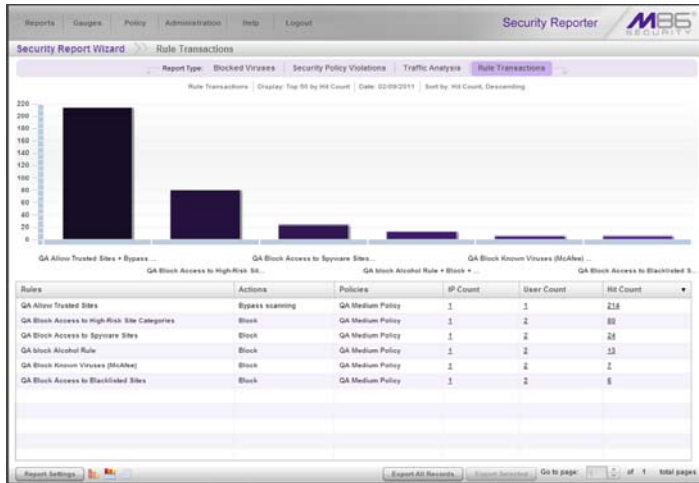 Reports Gauges Policy Administration Help Logout Security Reporter M86 SECURITY
Security Report Wizard Rule Transactions
Report Type: Blocked Viruses Security Policy Violations Traffic Analysis Rule Transactions
Rule Transactions | Display: Top 50 by Hit Count | Date: 02/09/2011 | Sort by: Hit Count, Descending
220
200
180
160
140
120
100
80
60
40
20
0
QA Allow Trusted Sites + Bypass ... QA Block Access to Spyware Sites... QA Block Known Viruses (McAfee) ...
QA Block Access to High-Risk Sit... QA block Alcohol Rule + Block + ... QA Block Access to Blacklisted S...
Rules Actions Policies IP Count User Count Hit Count
QA Allow Trusted Sites Bypass scanning QA Medium Policy 1 1 214
QA Block Access to High-Risk Site Categories Block QA Medium Policy 1 2 80
QA Block Access to Spyware Sites Block QA Medium Policy 1 2 24
QA block Alcohol Rule Block QA Medium Policy 1 2 13
QA Block Known Viruses (McAfee) Block QA Medium Policy 1 2 7
QA Block Access to Blacklisted Sites Block QA Medium Policy 1 2 6
Report Settings Export All Records Export Selected Go to page: 1 of 1 total pages